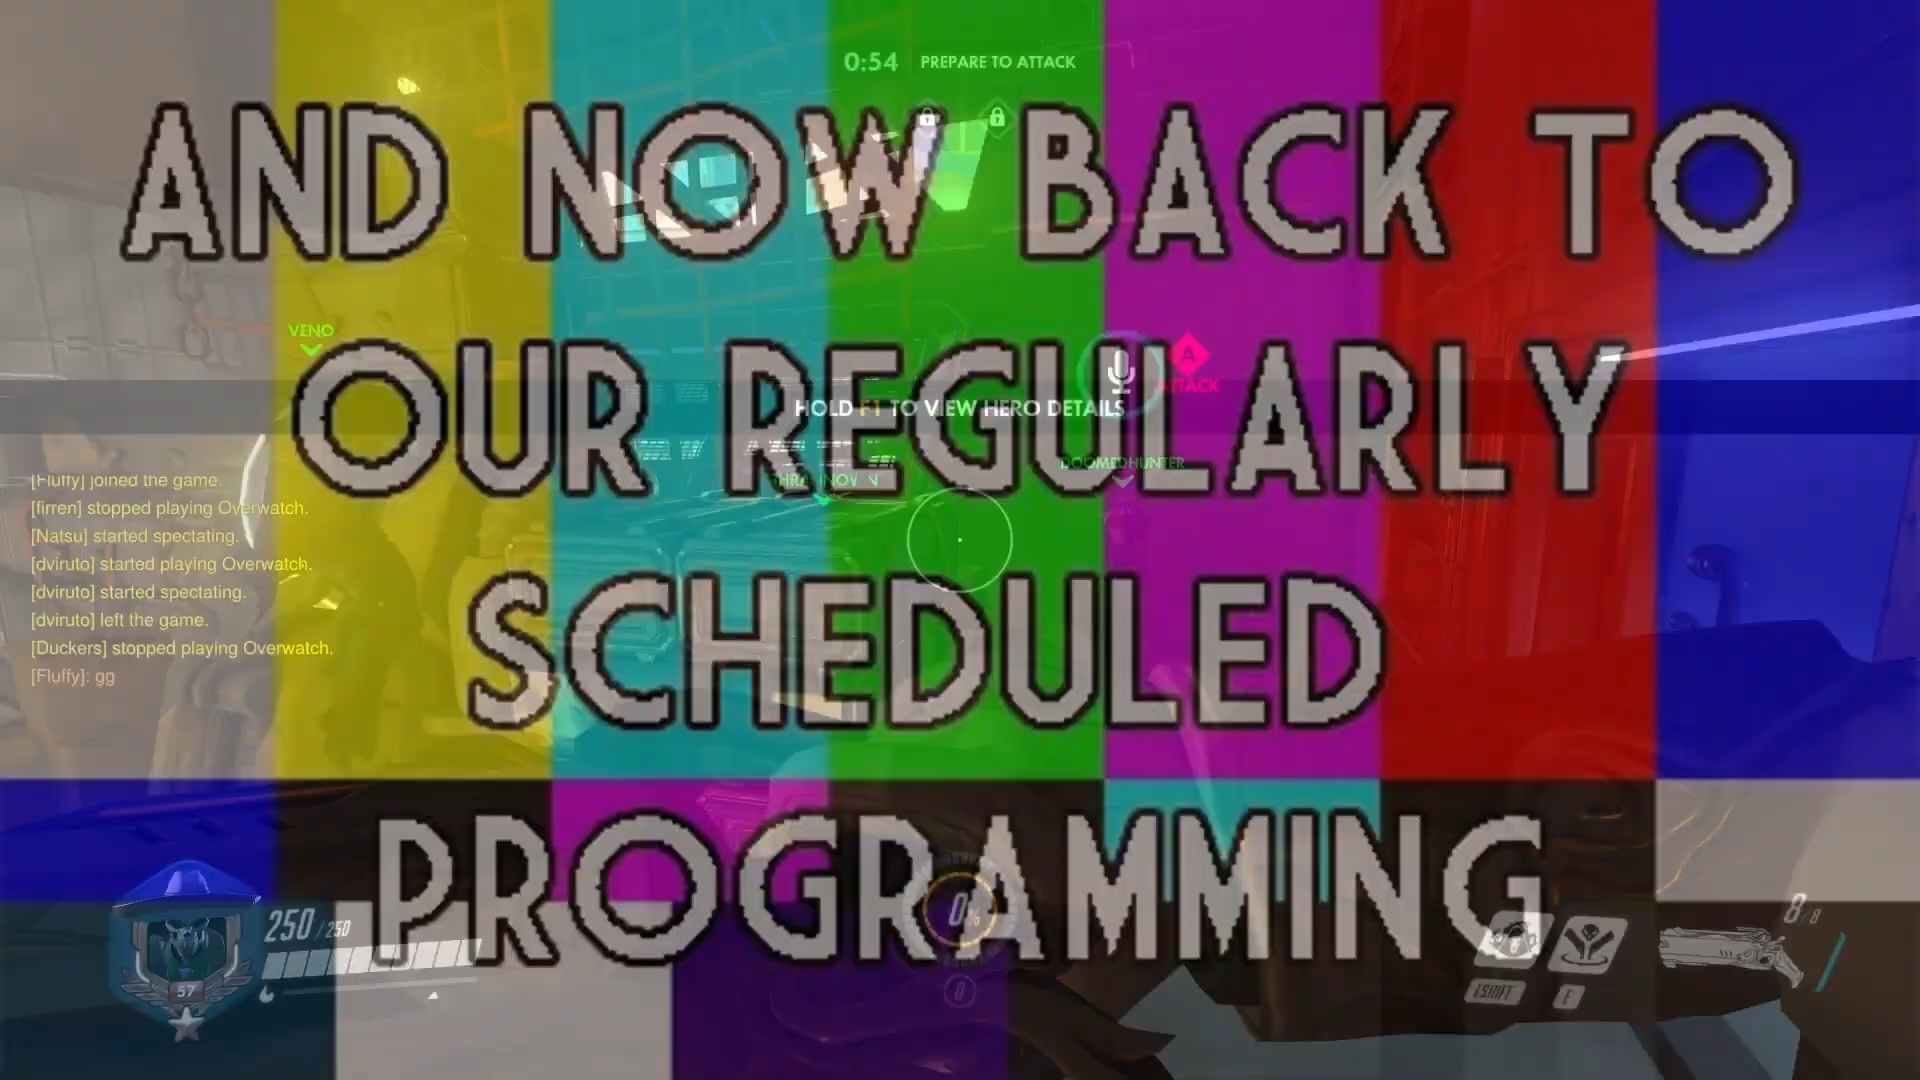 0:54 PREPARE TO ATTACK
AND NOW BACK TO
VENO
OUR REGULARLY
A
ATTACK
HOLD F1 TO VIEW HERO DETAILS
DOOMEDHUNTER
[Fluffy] joined the game.
[firren] stopped playing Overwatch.
[Natsu] started spectating.
[dviruto] started playing Overwatch.
[dviruto] started spectating.
[dviruto] left the game.
[Duckers] stopped playing Overwatch.
[Fluffy]: gg
SCHEDULED
PROGRAMMING
250/250
57
0%
8/8
LSHIFT
F